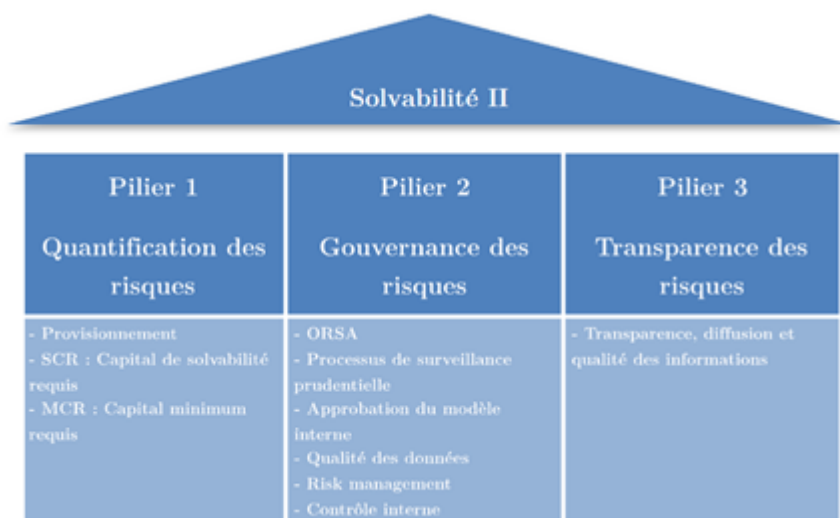 Solvabilité II
Pilier 1
Quantification des
risques
- Provisionnement
- SCR : Capital de solvabilité
requis
- MCR : Capital minimum
requis
Pilier 2
Gouvernance des
risques
- ORSA
- Processus de surveillance
prudentielle
- Approbation du modèle
interne
- Qualité des données
- Risk management
- Contrôle interne
Pilier 3
Transparence des
risques
- Transparence, diffusion et
qualité des informations